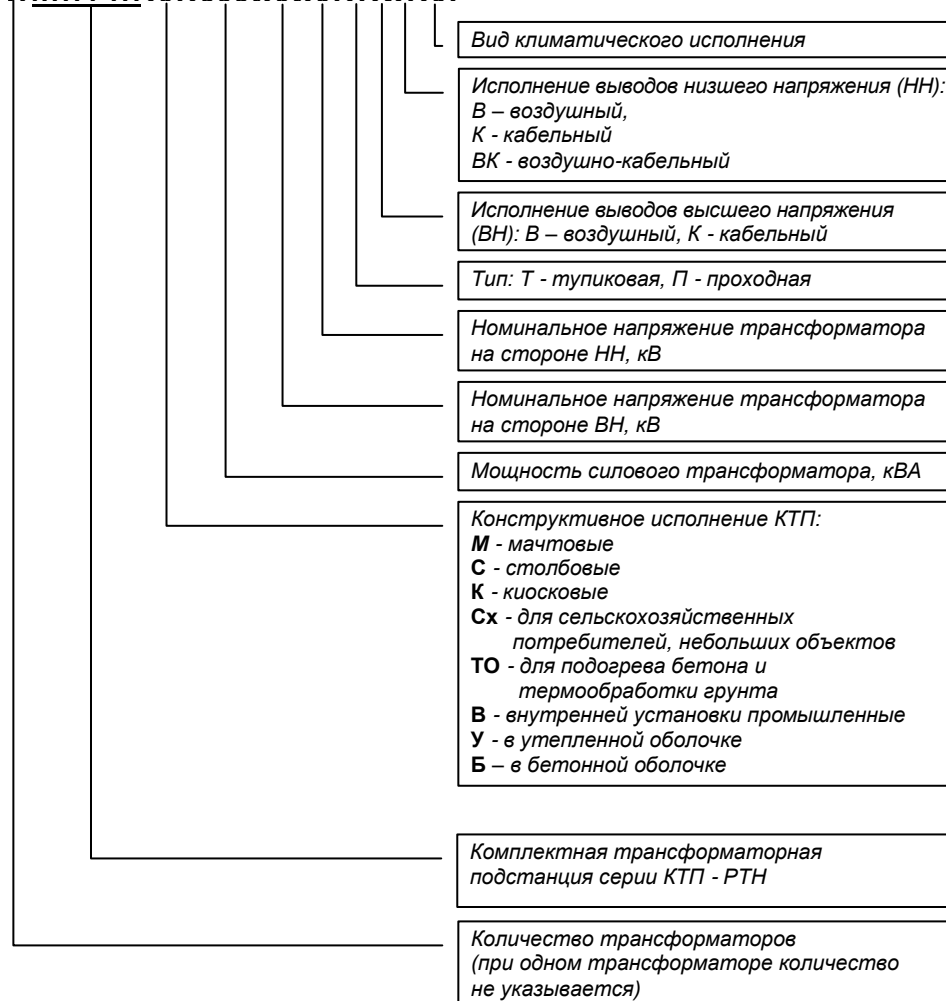 Вид климатического исполнения
Исполнение выводов низшего напряжения (НН):
В – воздушный,
К - кабельный
ВК - воздушно-кабельный
Исполнение выводов высшего напряжения
(ВН): В – воздушный, К - кабельный
Тип: Т - тупиковая, П - проходная
Номинальное напряжение трансформатора
на стороне НН, кВ
Номинальное напряжение трансформатора
на стороне ВН, кВ
Мощность силового трансформатора, кВА
Конструктивное исполнение КТП:
М - мачтовые
С - столбовые
К - киосковые
Сх - для сельскохозяйственных
потребителей, небольших объектов
ТО - для подогрева бетона и
термообработки грунта
В - внутренней установки промышленные
У - в утепленной оболочке
Б – в бетонной оболочке
Комплектная трансформаторная
подстанция серии КТП - РТН
Количество трансформаторов
(при одном трансформаторе количество
не указывается)